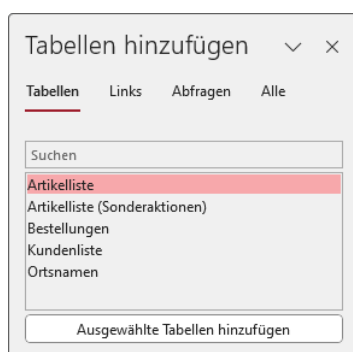 Tabellen hinzufügen
Tabellen Links Abfragen Alle
Suchen
Artikelliste
Artikelliste (Sonderaktionen)
Bestellungen
Kundenliste
Ortsnamen
Ausgewählte Tabellen hinzufügen